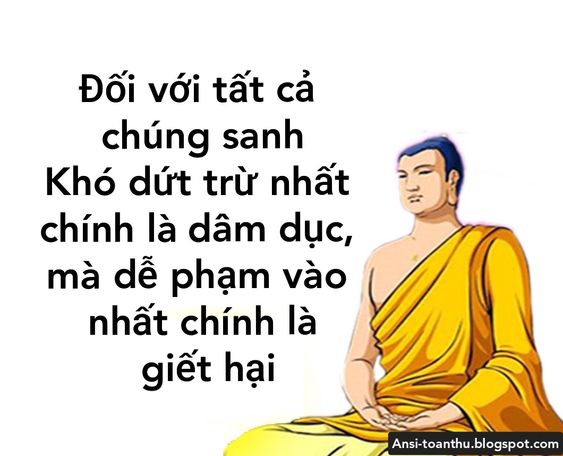 Đối với tất cả
chúng sanh
Khó dứt trừ nhất
chính là dâm dục,
mà dễ phạm vào
nhất chính là
giết hại
Ansi-toanthu.blogspot.com